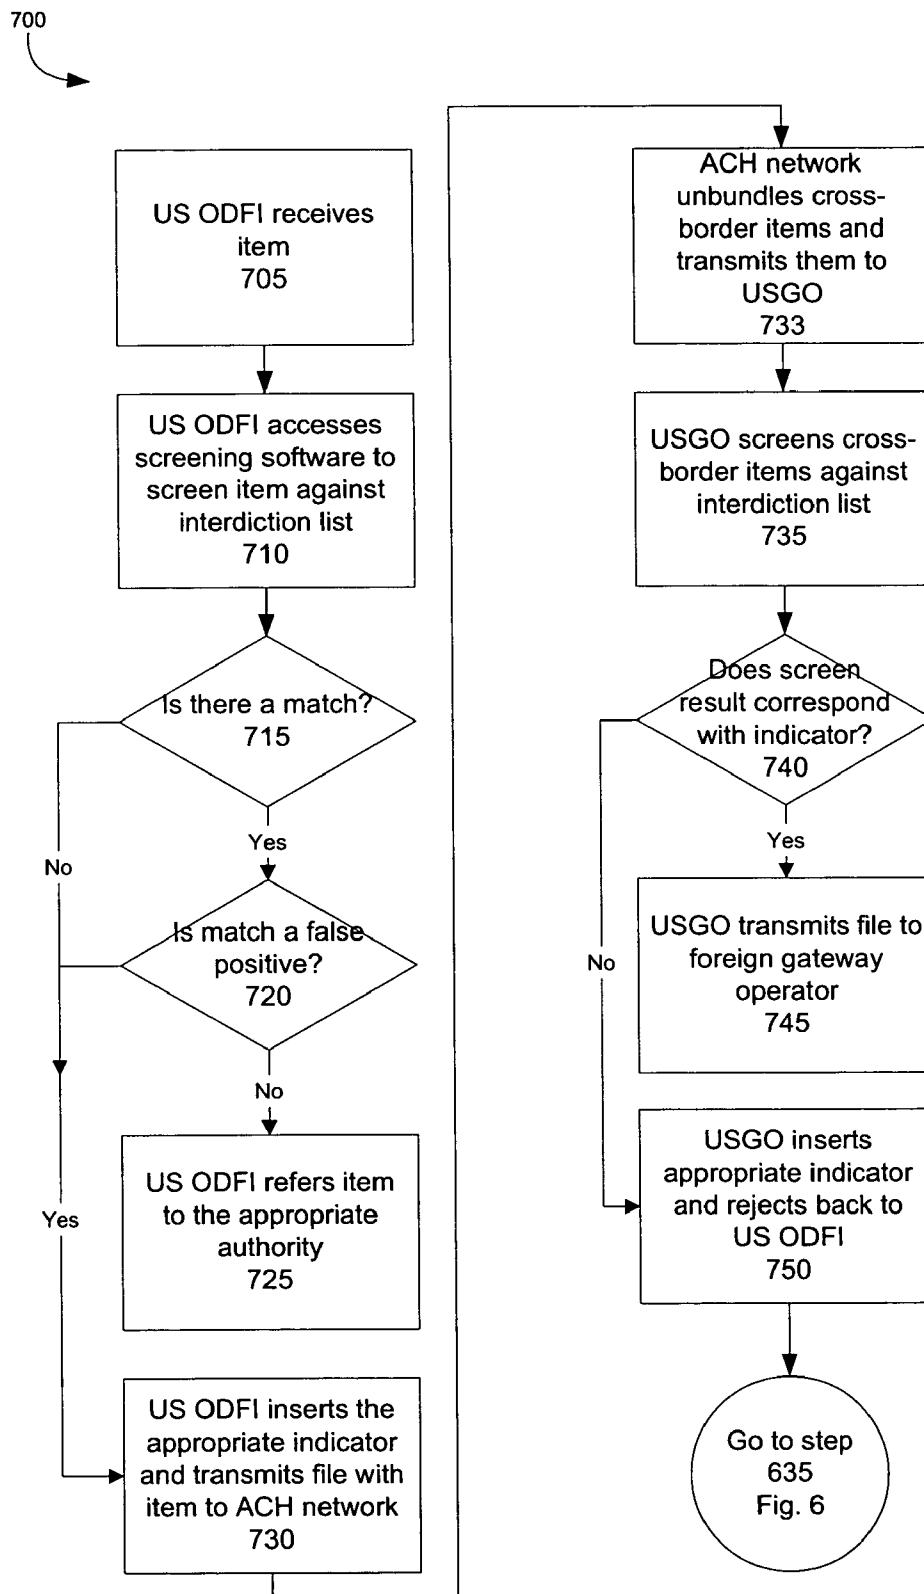 700
US ODFI receives
item
705
US ODFI accesses
screening software to
screen item against
interdiction list
710
Is there a match?
715
Yes
No
Is match a false
positive?
720
No
Yes
US ODFI refers item
to the appropriate
authority
725
US ODFI inserts the
appropriate indicator
and transmits file with
item to ACH network
730
ACH network
unbundles cross-
border items and
transmits them to
USGO
733
USGO screens cross-
border items against
interdiction list
735
Does screen
result correspond
with indicator?
740
Yes
No
USGO transmits file to
foreign gateway
operator
745
USGO inserts
appropriate indicator
and rejects back to
US ODFI
750
Go to step
635
Fig. 6